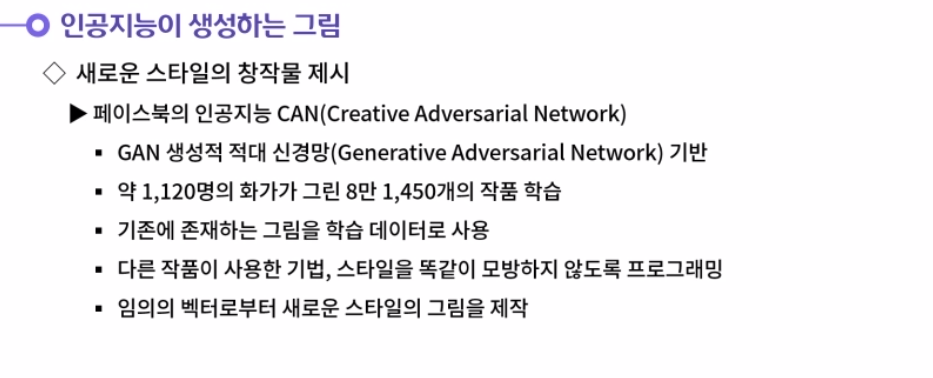 인공지능이 생성하는 그림
◇ 새로운 스타일의 창작물 제시
▶ 페이스북의 인공지능 CAN(Creative Adversarial Network)
▪ GAN 생성적 적대 신경망(Generative Adversarial Network) 기반
▪ 약 1,120명의 화가가 그린 8만 1,450개의 작품 학습
▪ 기존에 존재하는 그림을 학습 데이터로 사용
▪ 다른 작품이 사용한 기법, 스타일을 똑같이 모방하지 않도록 프로그래밍
▪ 임의의 벡터로부터 새로운 스타일의 그림을 제작